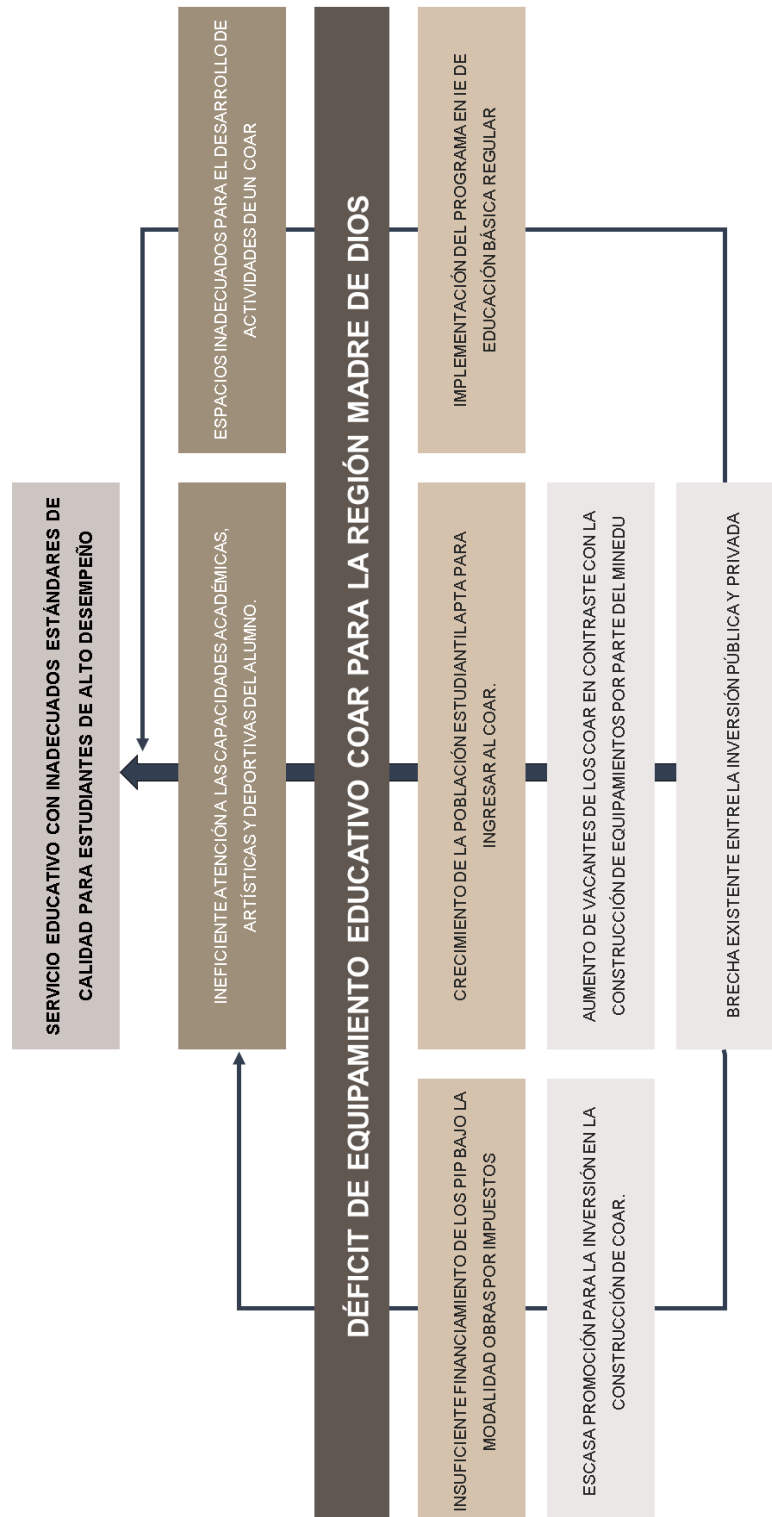 SERVICIO EDUCATIVO CON INADECUADOS ESTÁNDARES DE
CALIDAD PARA ESTUDIANTES DE ALTO DESEMPEÑO
INEFICIENTE ATENCIÓN A LAS CAPACIDADES ACADÉMICAS,
ARTÍSTICAS Y DEPORTIVAS DEL ALUMNO.
ESPACIOS INADECUADOS PARA EL DESARROLLO DE
ACTIVIDADES DE UN COAR
DÉFICIT DE EQUIPAMIENTO EDUCATIVO COAR PARA LA REGIÓN MADRE DE DIOS
INSUFICIENTE FINANCIAMIENTO DE LOS PIP BAJO LA
MODALIDAD OBRAS POR IMPUESTOS
CRECIMIENTO DE LA POBLACIÓN ESTUDIANTIL APTA PARA
INGRESAR AL COAR.
IMPLEMENTACIÓN DEL PROGRAMA EN IE DE
EDUCACIÓN BÁSICA REGULAR
ESCASA PROMOCIÓN PARA LA INVERSIÓN EN LA
CONSTRUCCIÓN DE COAR.
AUMENTO DE VACANTES DE LOS COAR EN CONTRASTE CON LA
CONSTRUCCIÓN DE EQUIPAMIENTOS POR PARTE DEL MINEDU
BRECHA EXISTENTE ENTRE LA INVERSIÓN PÚBLICA Y PRIVADA